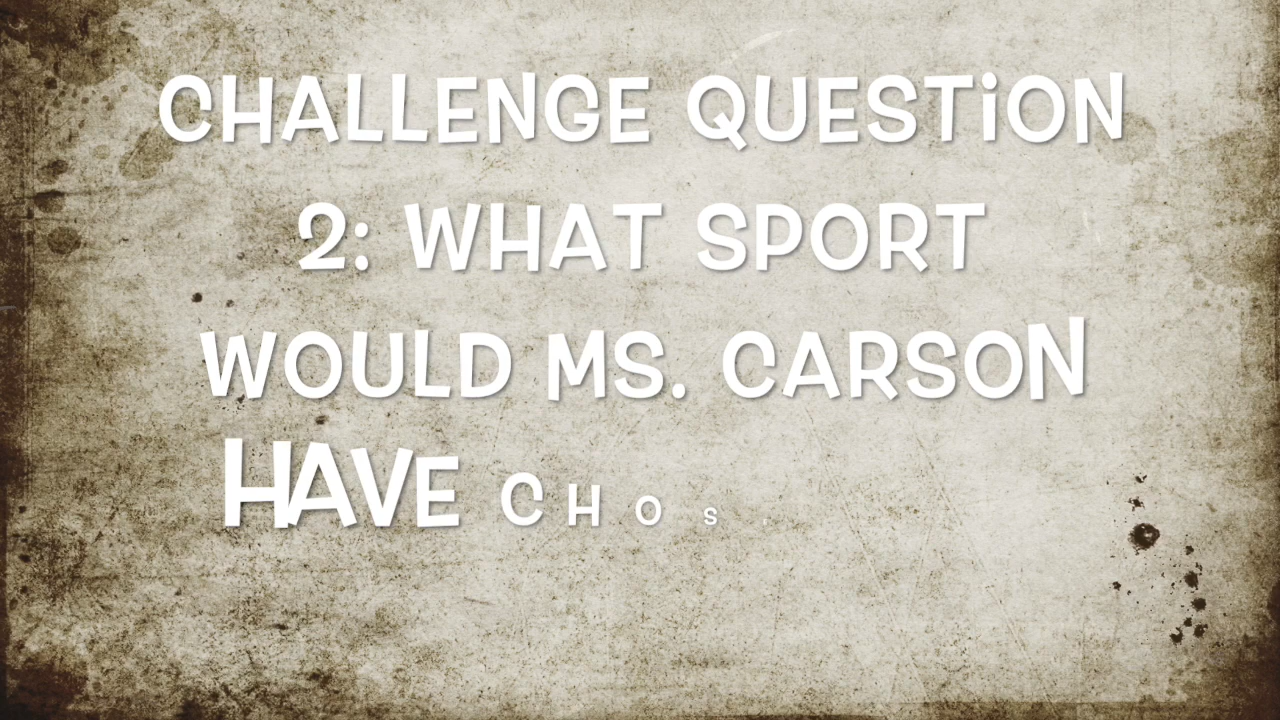 CHALLENGE QUESTION
2: WHAT SPORT
WOULD MS. CARSON
HAVE CHOS